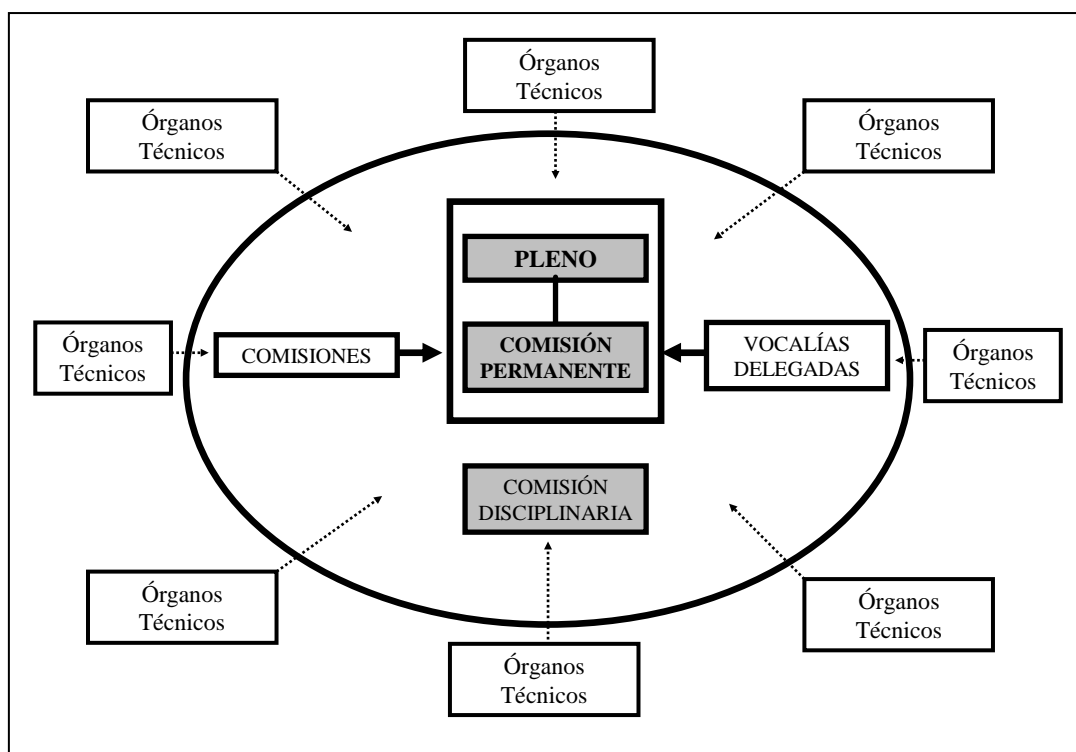 Órganos
Técnicos
Órganos
Técnicos
Órganos
Técnicos
PLENO
Órganos
Técnicos
COMISIONES
COMISIÓN
PERMANENTE
VOCALÍAS
DELEGADAS
Órganos
Técnicos
COMISIÓN
DISCIPLINARIA
Órganos
Técnicos
Órganos
Técnicos
Órganos
Técnicos